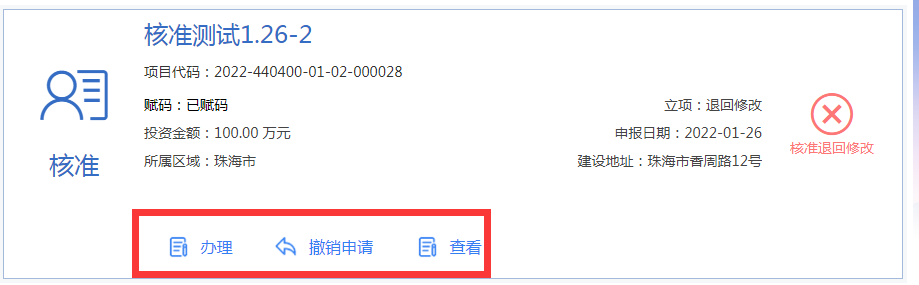 核准测试1.26-2
项目代码：2022-440400-01-02-000028
赋码：已赋码
立项：退回修改
投资金额：100.00 万元
申报日期：2022-01-26
所属区域：珠海市
建设地址：珠海市香周路12号
核准
核准退回修改
办理
撤销申请
查看